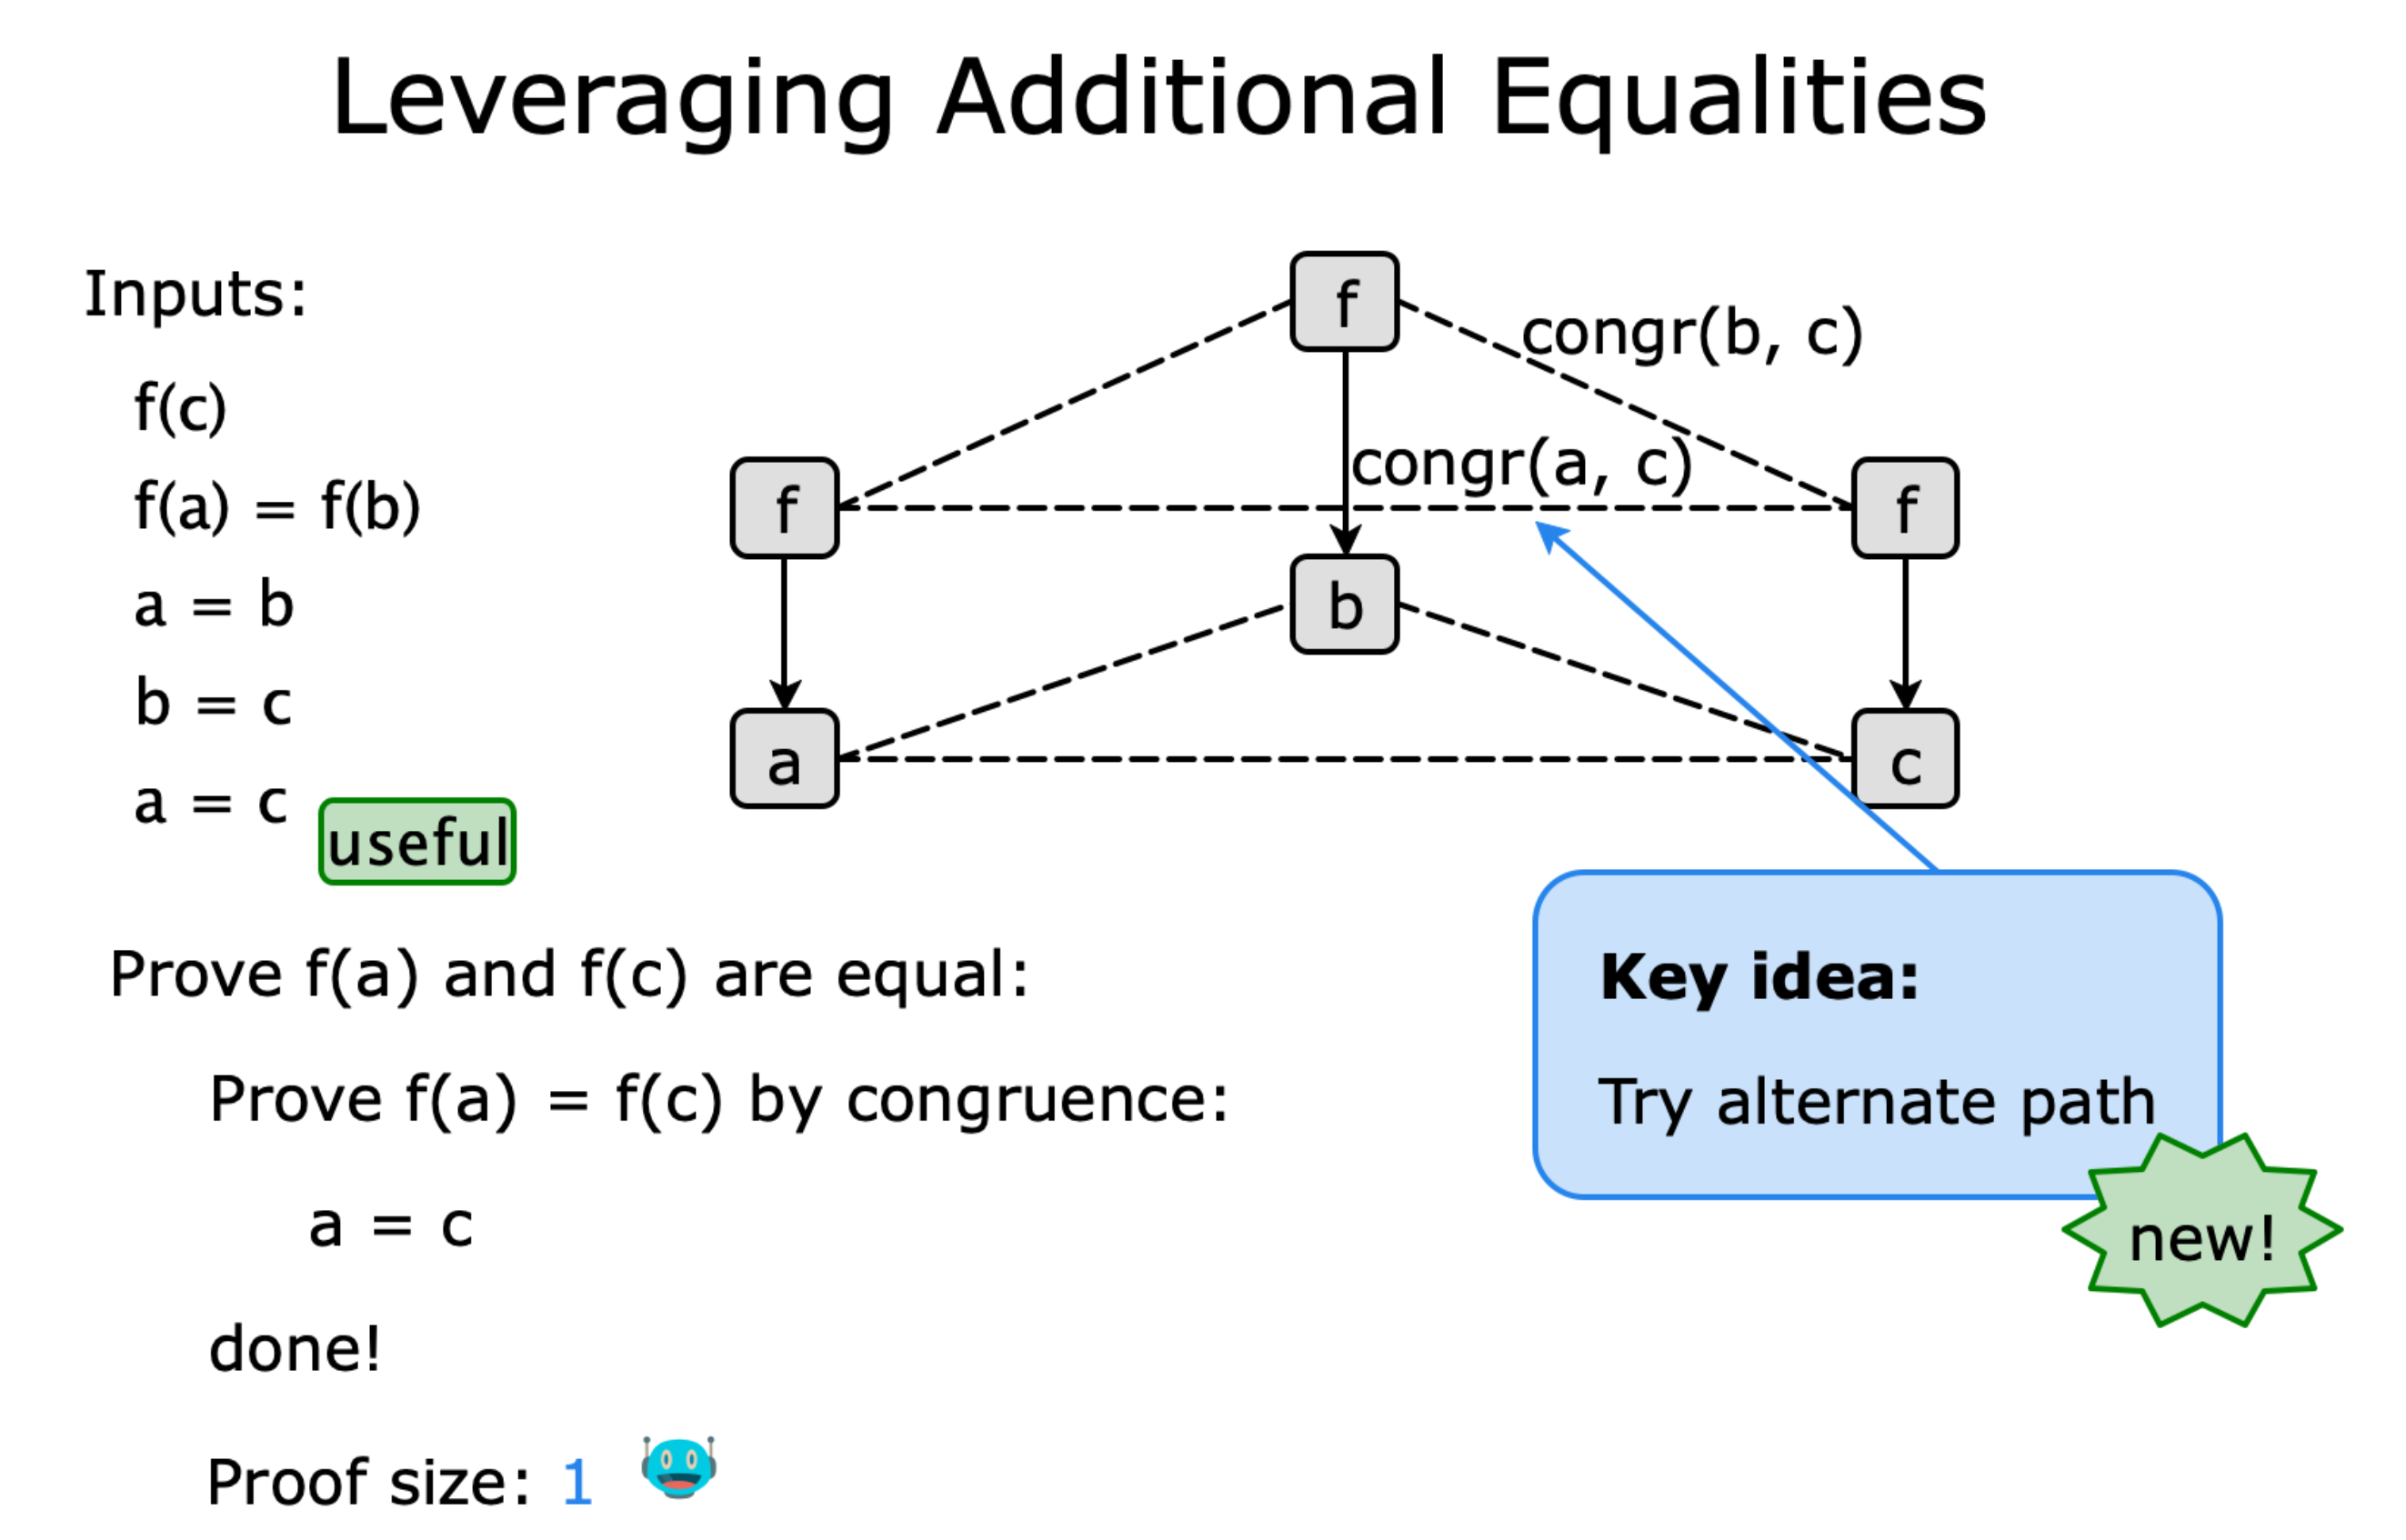 Leveraging Additional Equalities
Inputs:
f(c)
f(a) = f(b)
a = b
b = c
a = c
useful
f
congr(b, c)
congr(a, c)
f
f
b
a
c
Prove f(a) and f(c) are equal:
Prove f(a) = f(c) by congruence:
a = c
done!
Proof size: 1
Key idea:
Try alternate path
new!